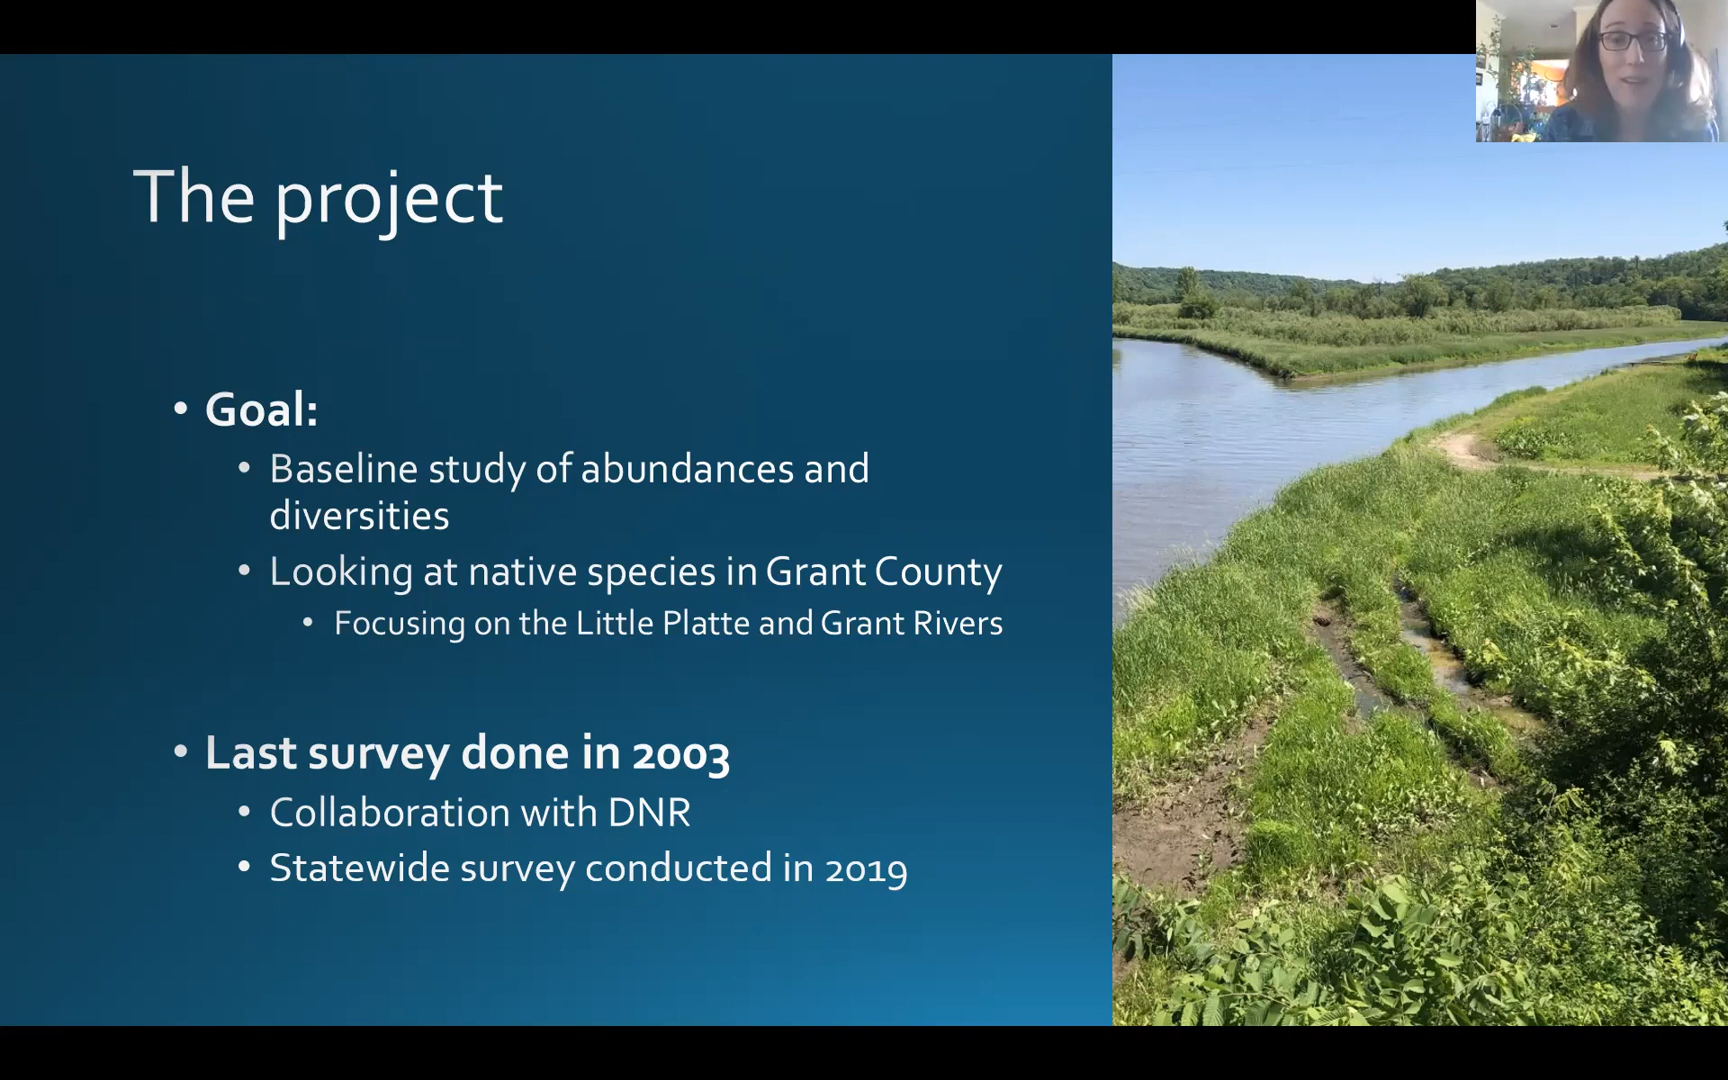 The project
• Goal:
• Baseline study of abundances and
diversities
• Looking at native species in Grant County
• Focusing on the Little Platte and Grant Rivers
• Last survey done in 2003
• Collaboration with DNR
• Statewide survey conducted in 2019